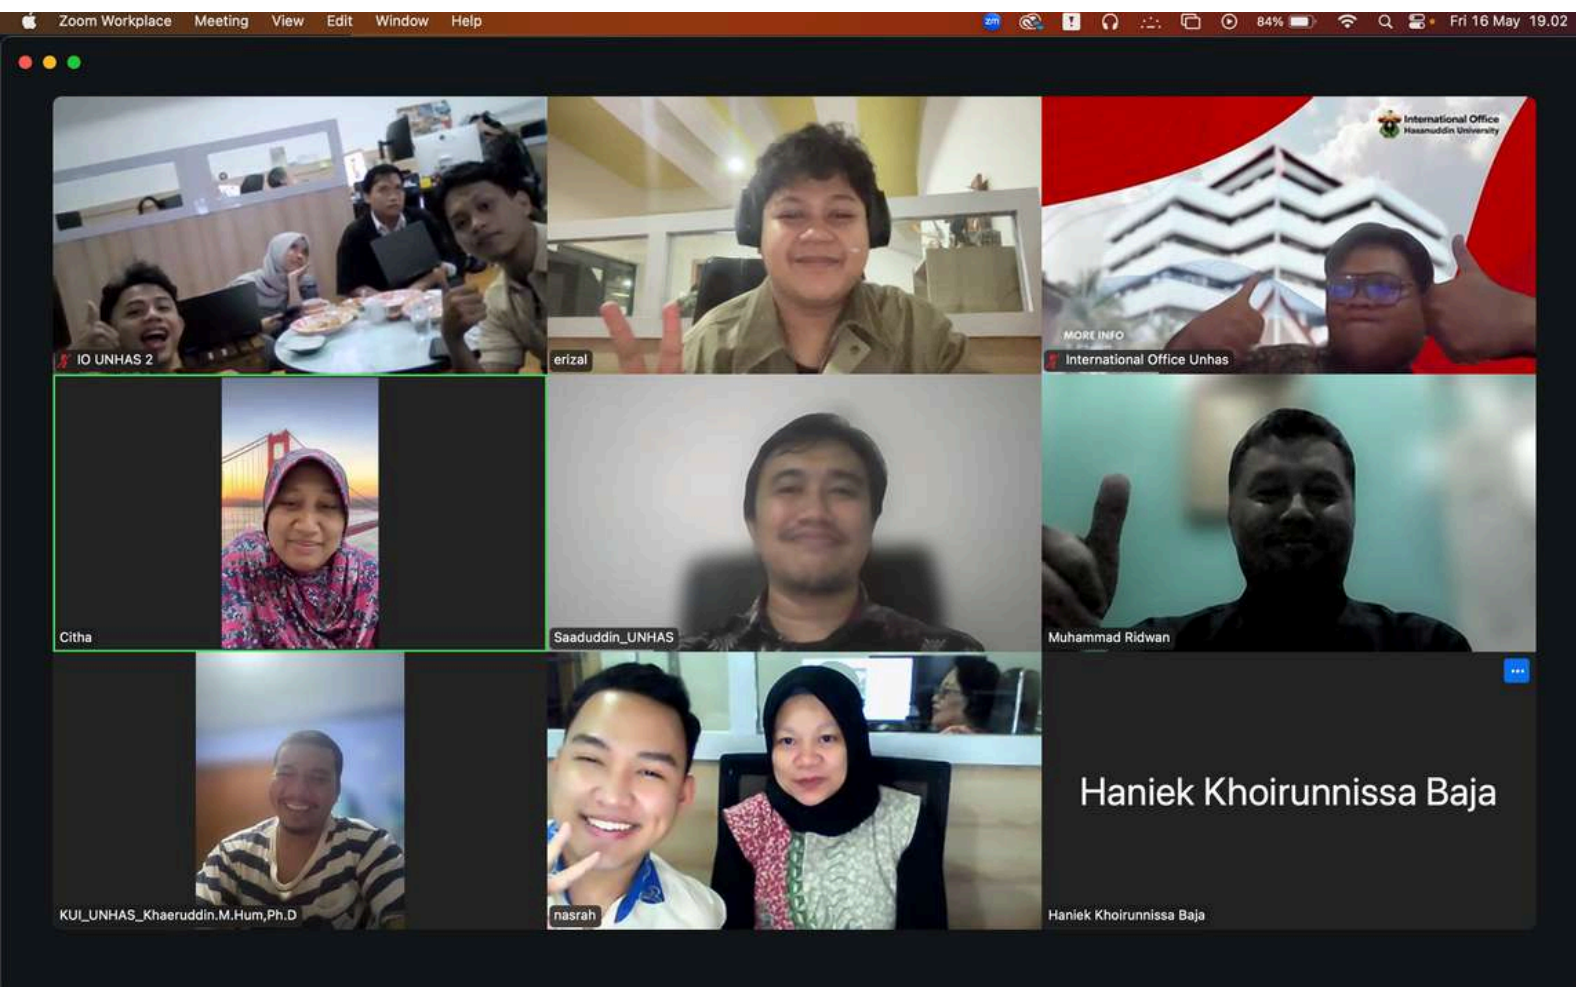 Zoom Workplace Meeting View Edit Window Help
zm 84% Fri 16 May 19.02
International Office
Hasanuddin University
MORE INFO
IO UNHAS 2
erizal
International Office Unhas
Citha
Saaduddin_UNHAS
Muhammad Ridwan
Haniek Khoirunnissa Baja
KUI_UNHAS_Khaeruddin.M.Hum,Ph.D
nasrah
Haniek Khoirunnissa Baja